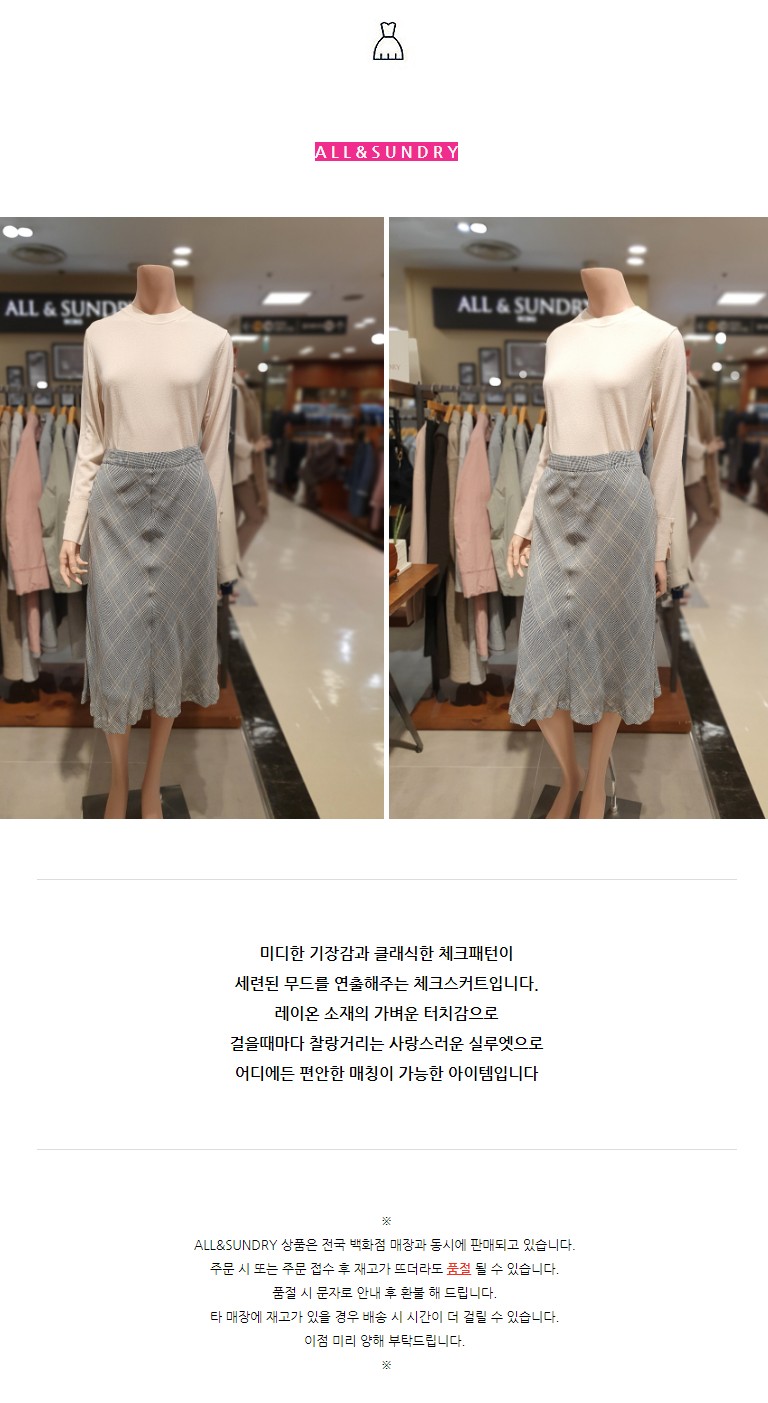 ALL&SUNDRY
ALL & SUNDRY
ALL & SUNDRY
미디한 기장감과 클래식한 체크패턴이
세련된 무드를 연출해주는 체크스커트입니다.
레이온 소재의 가벼운 터치감으로
걸을때마다 찰랑거리는 사랑스러운 실루엣으로
어디에든 편안한 매칭이 가능한 아이템입니다
※
ALL&SUNDRY 상품은 전국 백화점 매장과 동시에 판매되고 있습니다.
주문 시 또는 주문 접수 후 재고가 뜨더라도 품절 될 수 있습니다.
품절 시 문자로 안내 후 환불 해 드립니다.
타 매장에 재고가 있을 경우 배송 시 시간이 더 걸릴 수 있습니다.
이점 미리 양해 부탁드립니다.
※